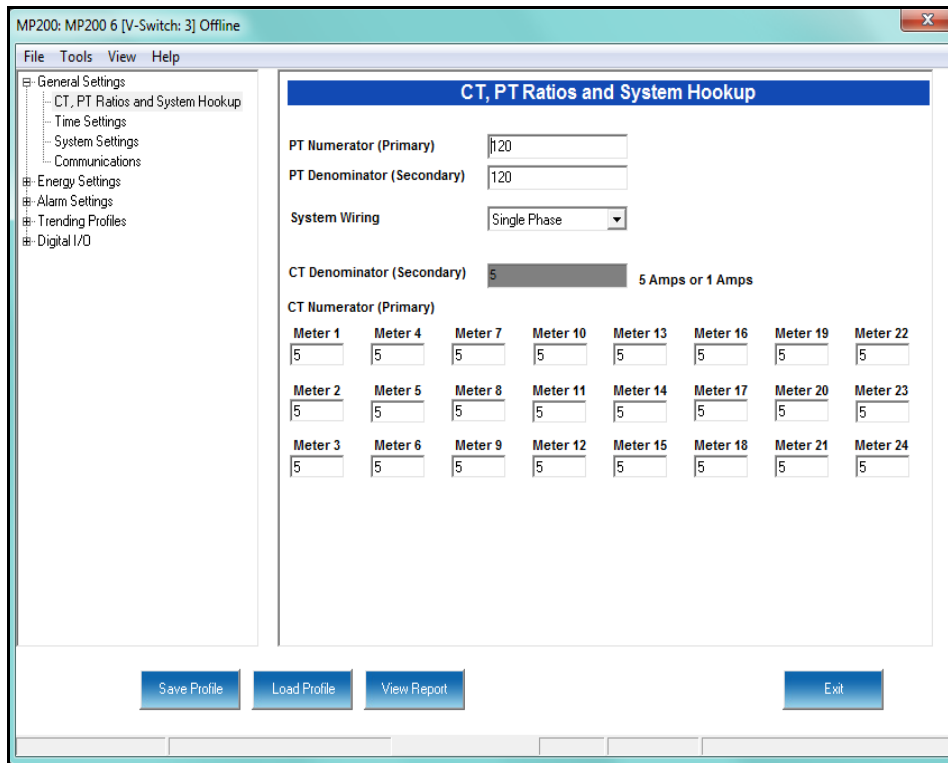 MP200: MP200 6 [V-Switch: 3] Offline
File Tools View Help
General Settings
CT, PT Ratios and System Hookup
Time Settings
System Settings
Communications
Energy Settings
Alarm Settings
Trending Profiles
Digital I/O
CT, PT Ratios and System Hookup
PT Numerator (Primary) 120
PT Denominator (Secondary) 120
System Wiring Single Phase
CT Denominator (Secondary) 5 5 Amps or 1 Amps
CT Numerator (Primary)
Meter 1 Meter 4 Meter 7 Meter 10 Meter 13 Meter 16 Meter 19 Meter 22
5 5 5 5 5 5 5 5
Meter 2 Meter 5 Meter 8 Meter 11 Meter 14 Meter 17 Meter 20 Meter 23
5 5 5 5 5 5 5 5
Meter 3 Meter 6 Meter 9 Meter 12 Meter 15 Meter 18 Meter 21 Meter 24
5 5 5 5 5 5 5 5
Save Profile Load Profile View Report Exit